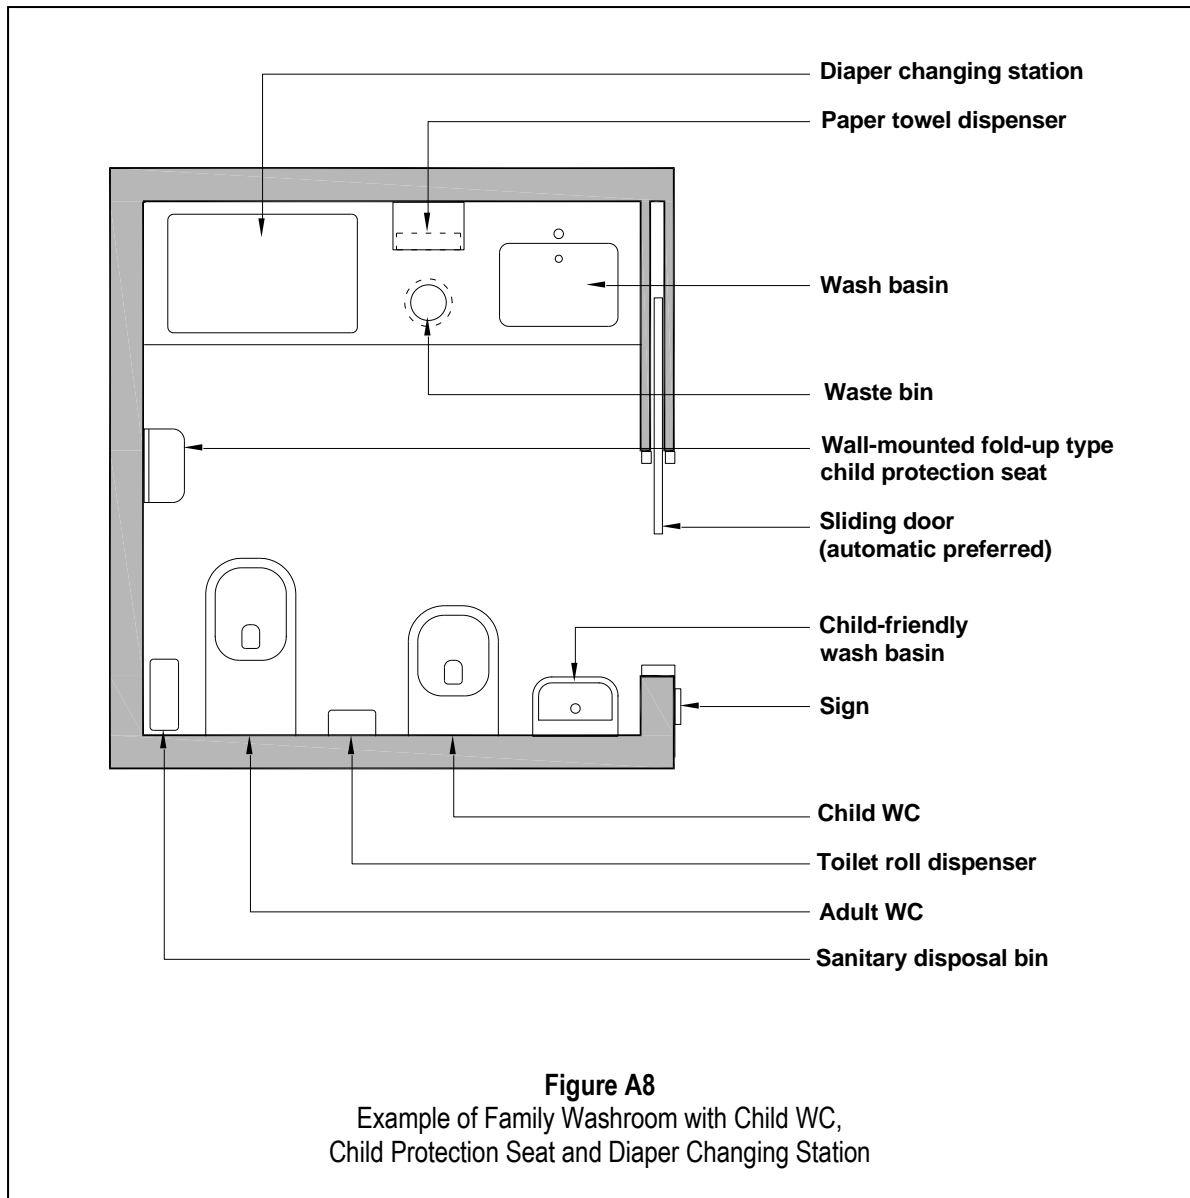 Diaper changing station
Paper towel dispenser
Wash basin
Waste bin
Wall-mounted fold-up type
child protection seat
Sliding door
(automatic preferred)
Child-friendly
wash basin
Sign
Child WC
Toilet roll dispenser
Adult WC
Sanitary disposal bin
Figure A8
Example of Family Washroom with Child WC,
Child Protection Seat and Diaper Changing Station